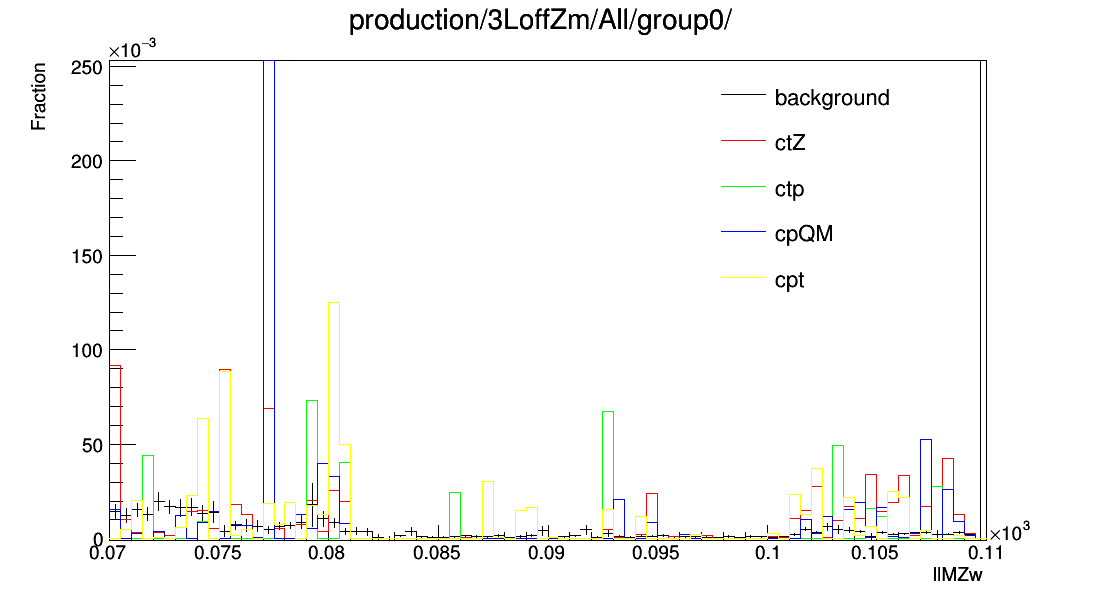 production/3LoffZm/All/group0/
×10⁻³
Fraction
250
200
150
100
50
0
background
ctZ
ctp
cpQM
cpt
0.07 0.075 0.08 0.085 0.09 0.095 0.1 0.105 0.11
×10³
llMZw